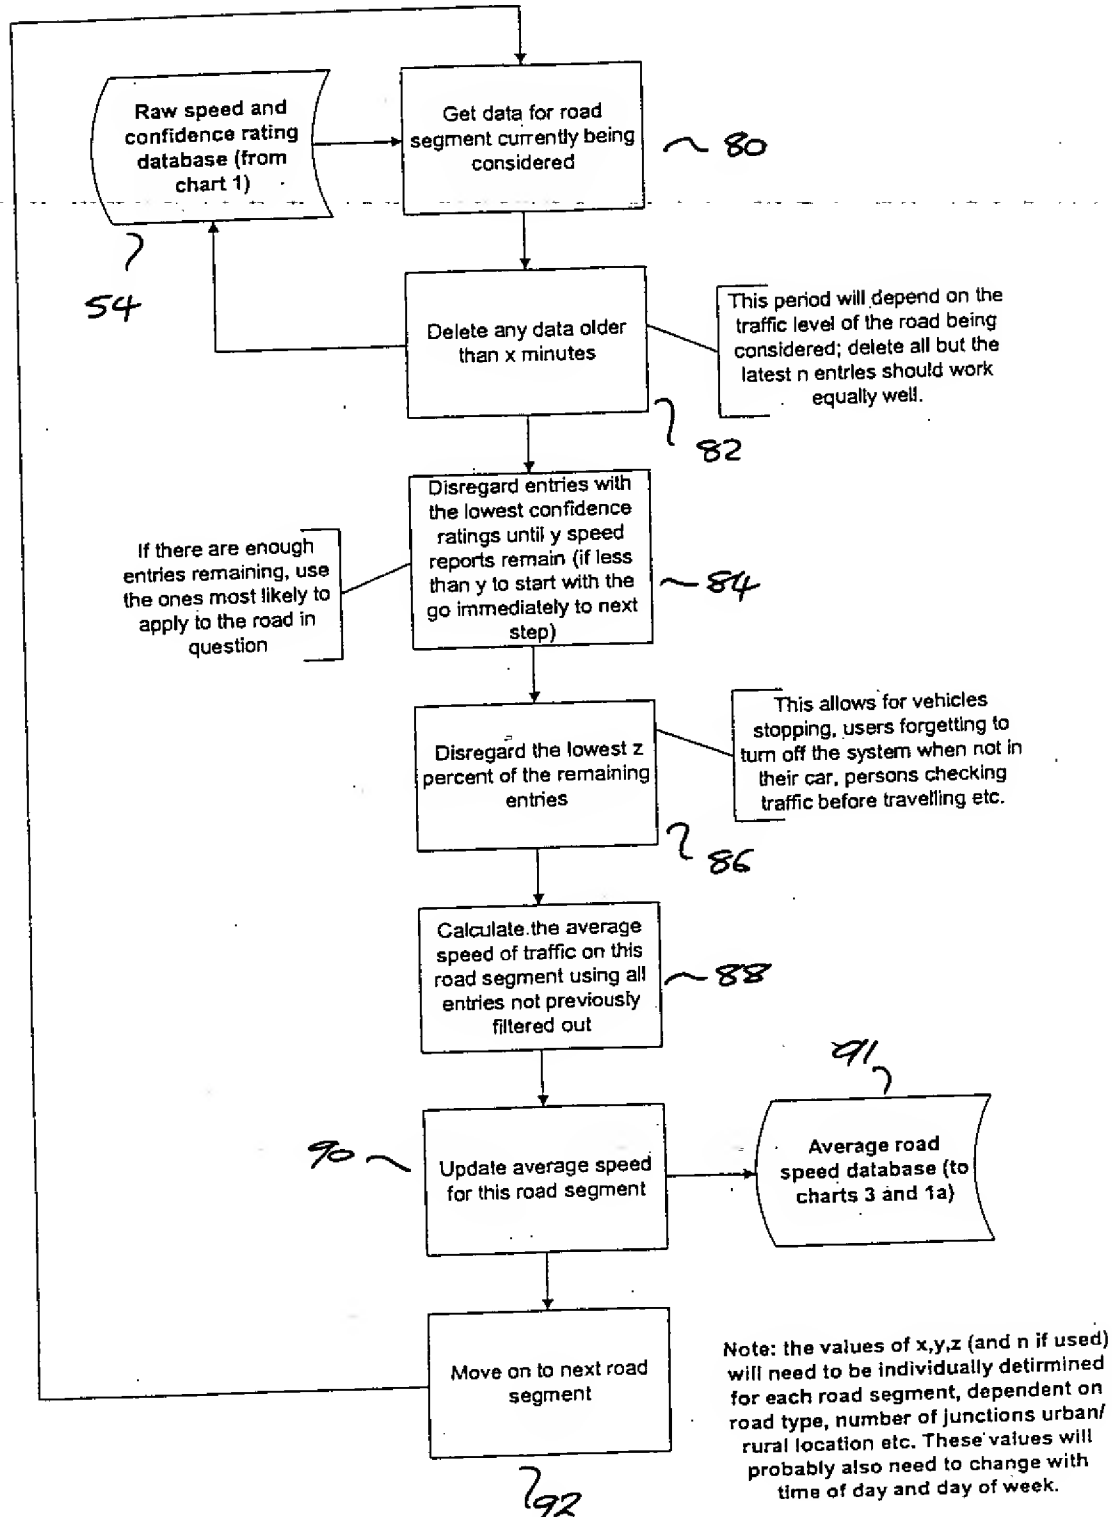 Raw speed and
confidence rating
database (from
chart 1)
54
Get data for road
segment currently being
considered
80
Delete any data older
than x minutes
82
This period will depend on the
traffic level of the road being
considered; delete all but the
latest n entries should work
equally well.
Disregard entries with
the lowest confidence
ratings until y speed
reports remain (if less
than y to start with the
go immediately to next
step)
84
If there are enough
entries remaining, use
the ones most likely to
apply to the road in
question
Disregard the lowest z
percent of the remaining
entries
86
This allows for vehicles
stopping, users forgetting to
turn off the system when not in
their car, persons checking
traffic before travelling etc.
Calculate the average
speed of traffic on this
road segment using all
entries not previously
filtered out
88
90
Update average speed
for this road segment
91
Average road
speed database (to
charts 3 and 1a)
Move on to next road
segment
92
Note: the values of x,y,z (and n if used)
will need to be individually detirmined
for each road segment, dependent on
road type, number of junctions urban/
rural location etc. These values will
probably also need to change with
time of day and day of week.